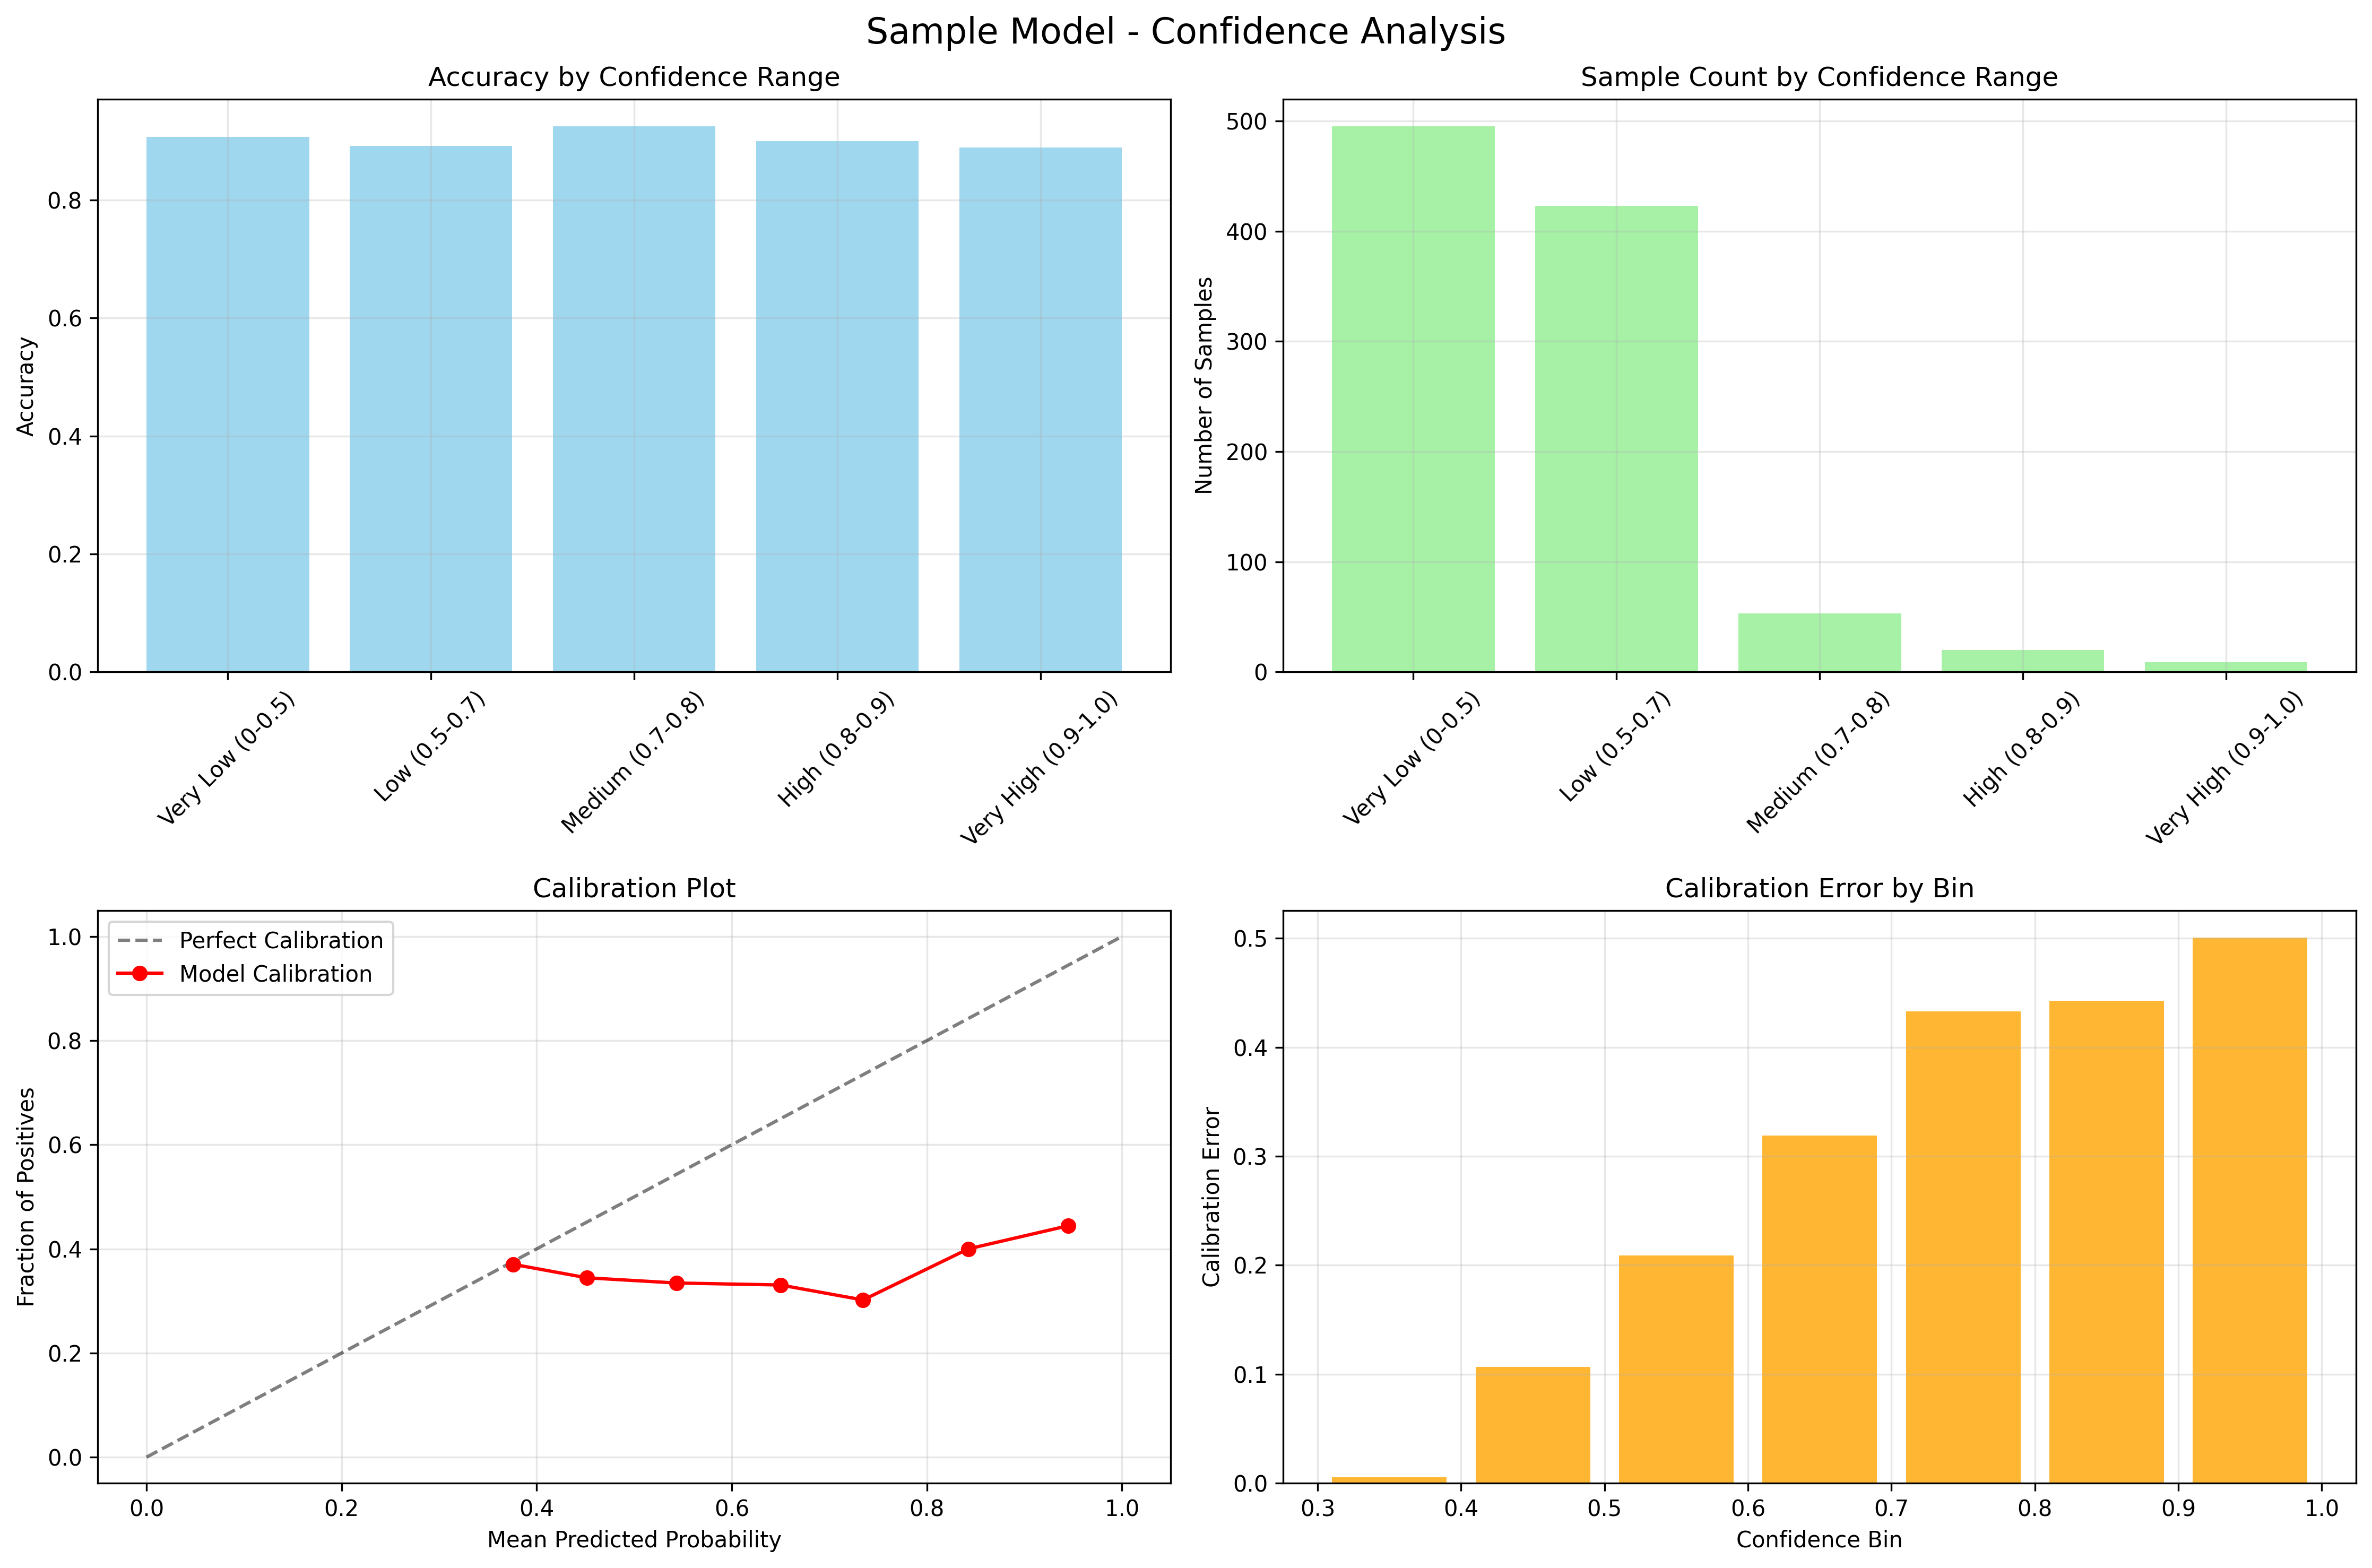 Sample Model - Confidence Analysis
Accuracy by Confidence Range
Accuracy
0.8
0.6
0.4
0.2
0.0
Very Low (0-0.5)
Low (0.5-0.7)
Medium (0.7-0.8)
High (0.8-0.9)
Very High (0.9-1.0)
Sample Count by Confidence Range
Number of Samples
500
400
300
200
100
0
Very Low (0-0.5)
Low (0.5-0.7)
Medium (0.7-0.8)
High (0.8-0.9)
Very High (0.9-1.0)
Calibration Plot
Perfect Calibration
Model Calibration
Fraction of Positives
1.0
0.8
0.6
0.4
0.2
0.0
0.0 0.2 0.4 0.6 0.8 1.0
Mean Predicted Probability
Calibration Error by Bin
Calibration Error
0.5
0.4
0.3
0.2
0.1
0.0
0.3 0.4 0.5 0.6 0.7 0.8 0.9 1.0
Confidence Bin